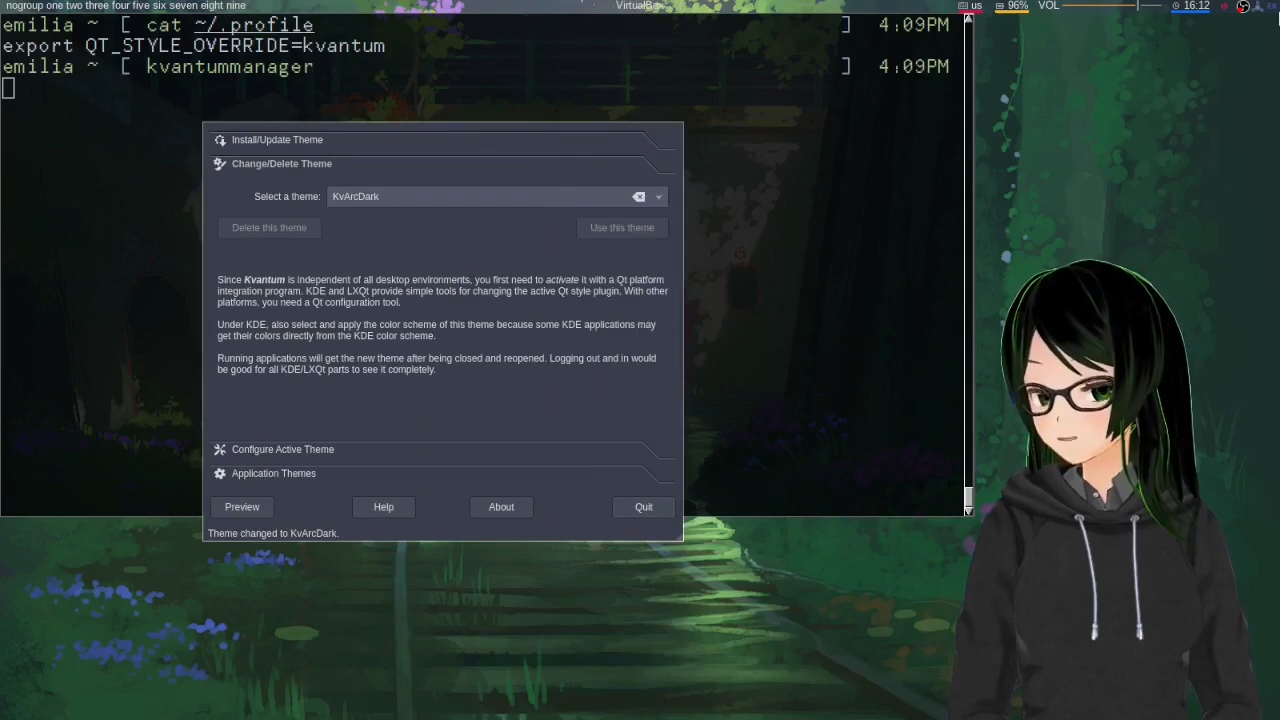 nogroup one two three four five six seven eight nine VirtualBox us 96% VOL 16:12
emilia ~ [ cat ~/.profile ] 4:09PM
export QT_STYLE_OVERRIDE=kvantum
emilia ~ [ kvantummanager ] 4:09PM
Install/Update Theme
Change/Delete Theme
Select a theme: KvArcDark
Delete this theme Use this theme
Since Kvantum is independent of all desktop environments, you first need to activate it with a Qt platform
integration program. KDE and LXQt provide simple tools for changing the active Qt style plugin. With other
platforms, you need a Qt configuration tool.
Under KDE, also select and apply the color scheme of this theme because some KDE applications may
get their colors directly from the KDE color scheme.
Running applications will get the new theme after being closed and reopened. Logging out and in would
be good for all KDE/LXQt parts to see it completely.
Configure Active Theme
Application Themes
Preview Help About Quit
Theme changed to KvArcDark.